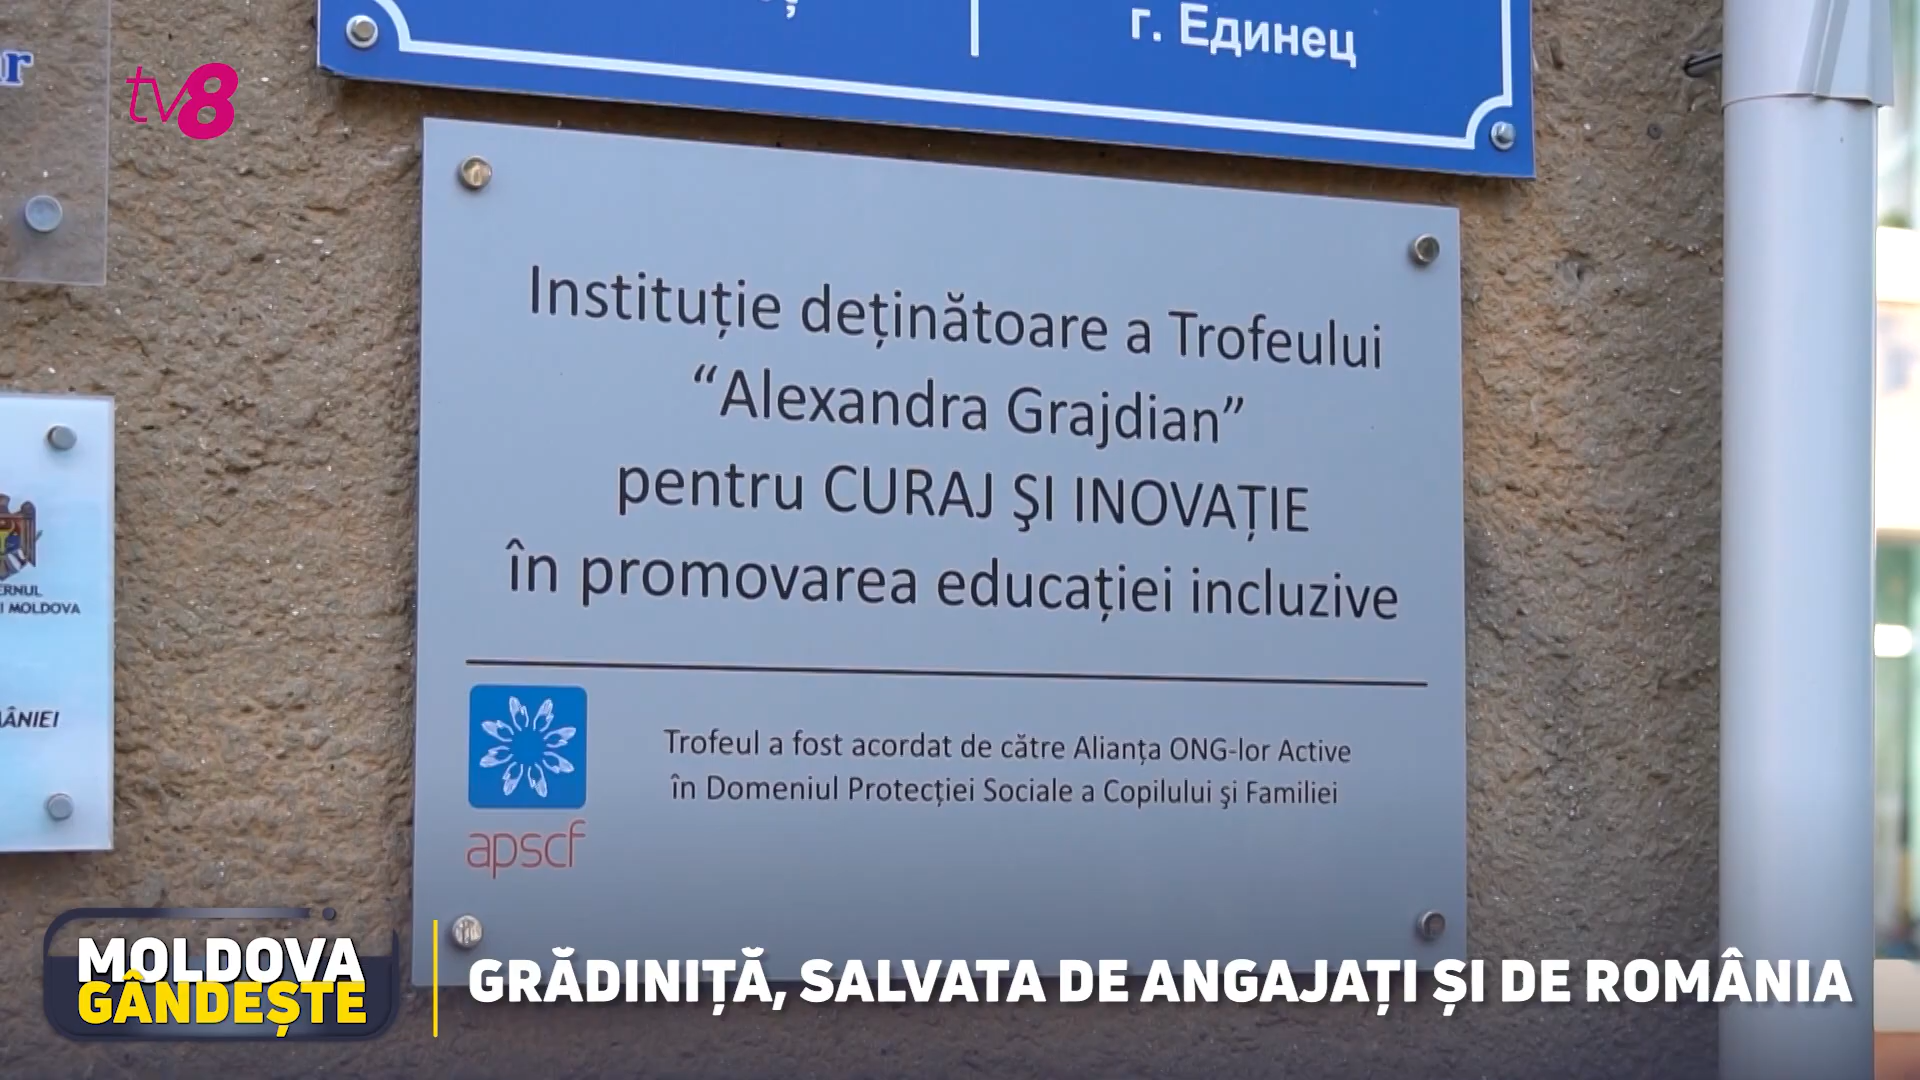 г. Единец
tv8
Instituție deținătoare a Trofeului
“Alexandra Grajdian”
pentru CURAJ ŞI INOVAȚIE
în promovarea educației incluzive
Trofeul a fost acordat de către Alianța ONG-lor Active
în Domeniul Protecției Sociale a Copilului şi Familiei
apscf
MOLDOVA
GÂNDEȘTE
GRĂDINIȚĂ, SALVATA DE ANGAJAȚI ȘI DE ROMÂNIA
MOLDOVA